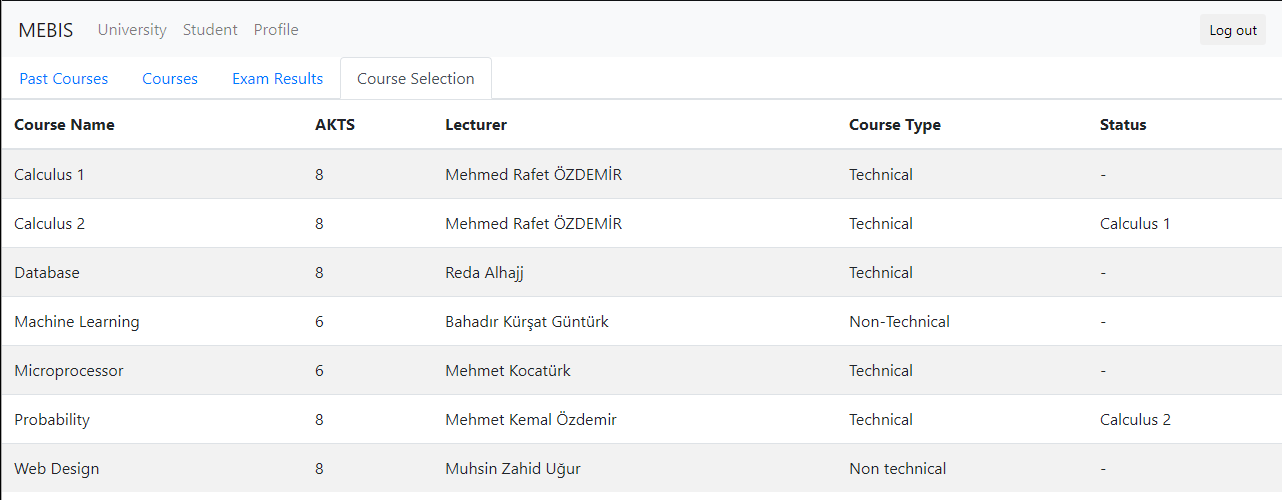 MEBIS University Student Profile Log out
Past Courses Courses Exam Results Course Selection
Course Name AKTS Lecturer Course Type Status
Calculus 1 8 Mehmed Rafet ÖZDEMİR Technical -
Calculus 2 8 Mehmed Rafet ÖZDEMİR Technical Calculus 1
Database 8 Reda Alhajj Technical -
Machine Learning 6 Bahadır Kürşat Güntürk Non-Technical -
Microprocessor 6 Mehmet Kocatürk Technical -
Probability 8 Mehmet Kemal Özdemir Technical Calculus 2
Web Design 8 Muhsin Zahid Uğur Non technical -